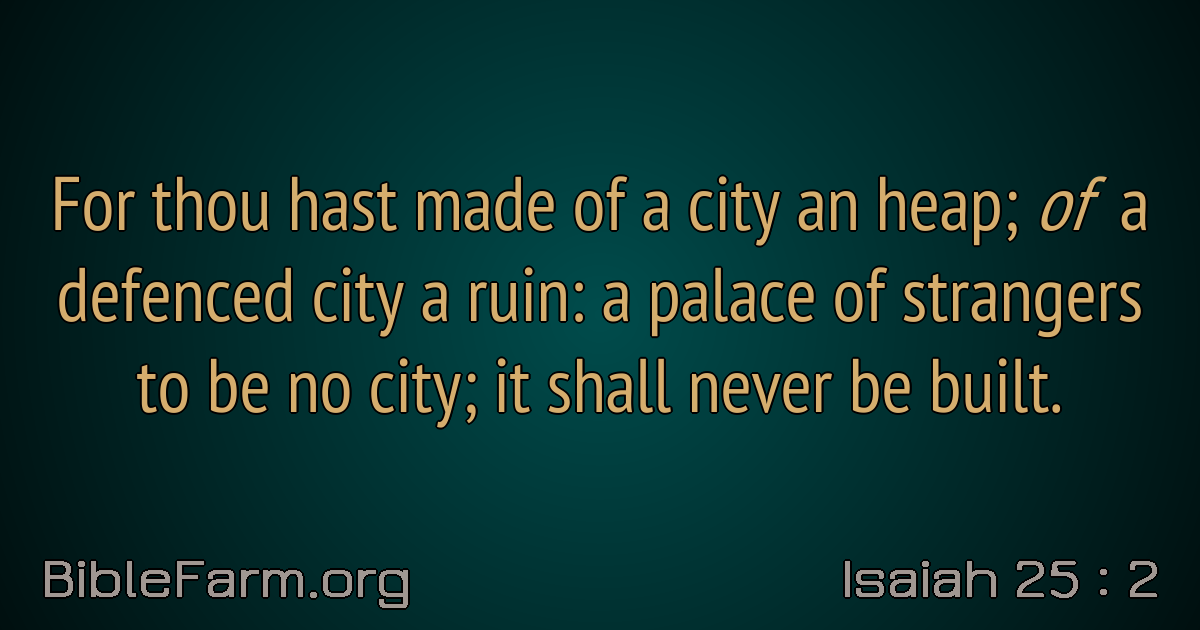 For thou hast made of a city an heap; of a
defenced city a ruin: a palace of strangers
to be no city; it shall never be built.
BibleFarm.org
Isaiah 25 : 2